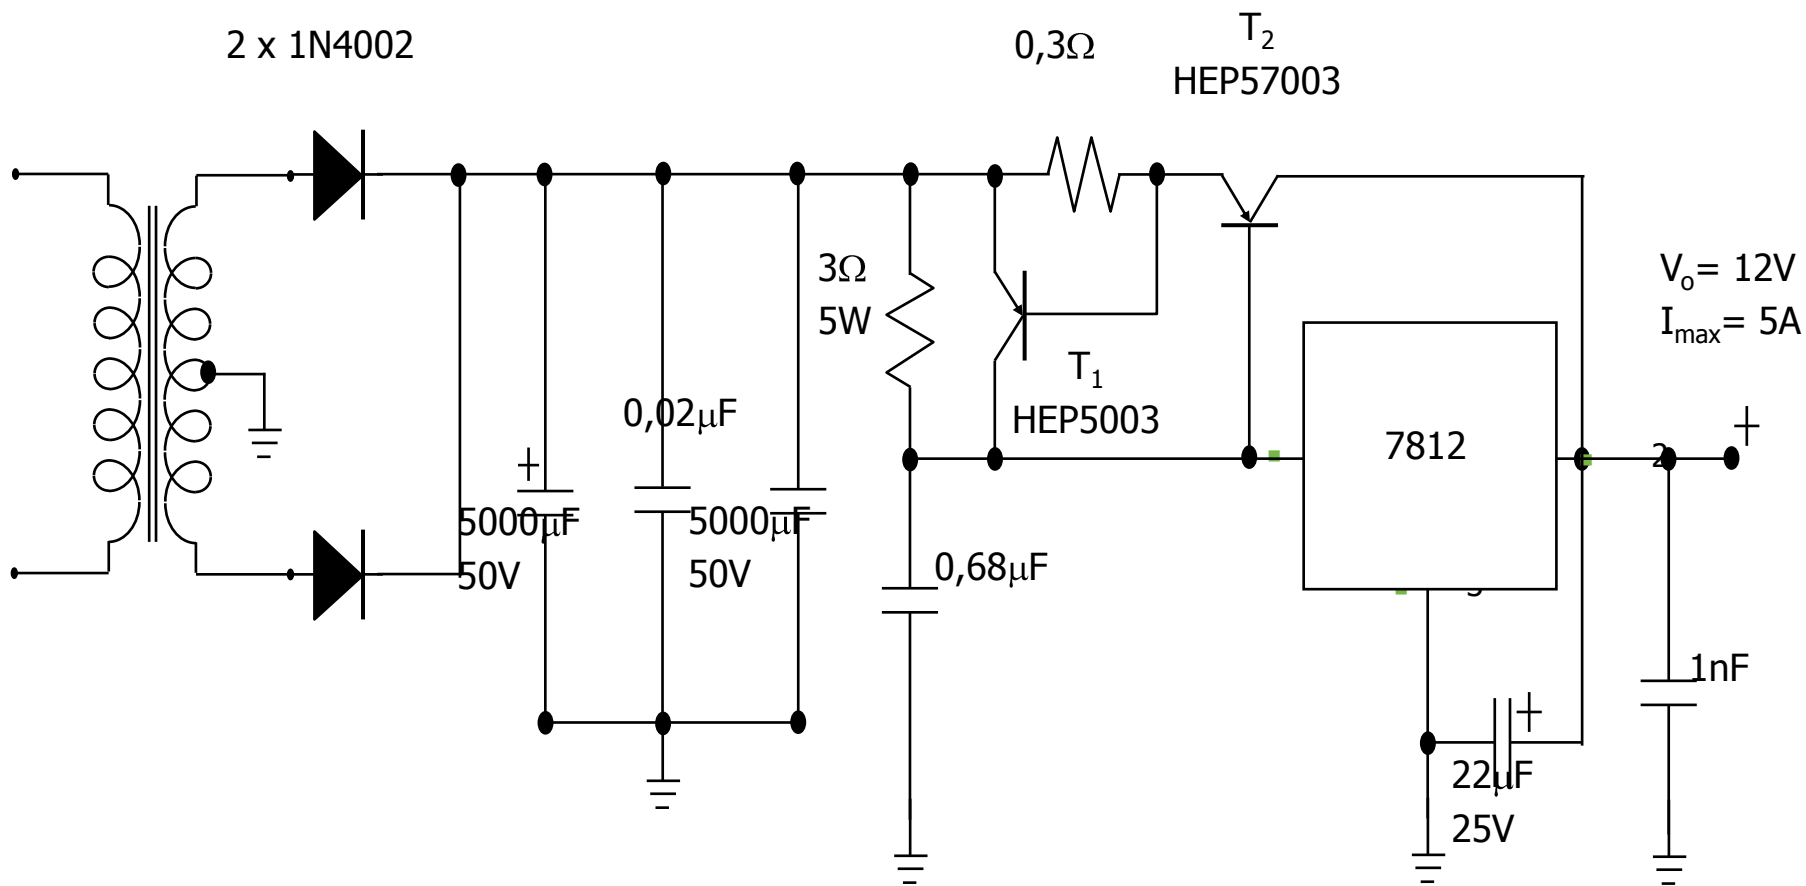 2 x 1N4002
0,3Ω
T₂
HEP57003
3Ω
5W
Vₒ= 12V
Iₘₐₓ= 5A
T₁
HEP5003
0,02μF
+
7812
+
2
5000μF
50V
5000μF
50V
0,68μF
1nF
+
22μF
25V